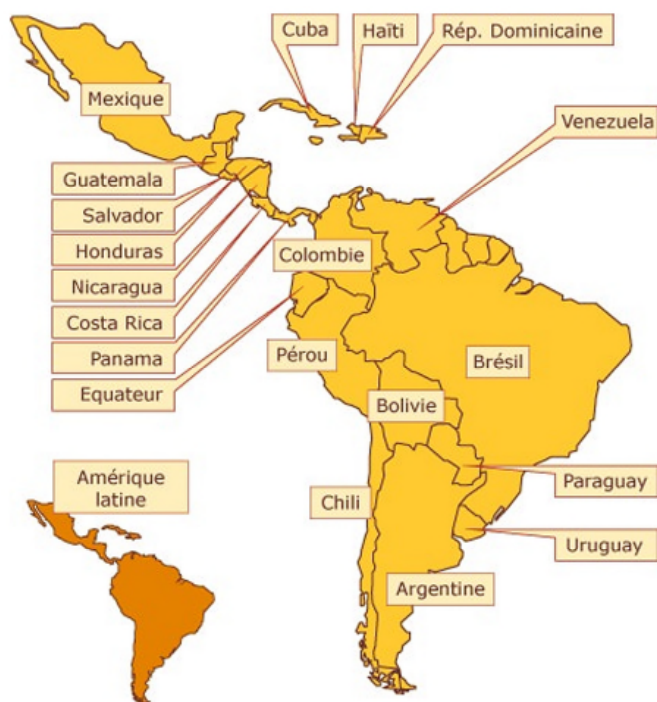 Cuba
Haïti
Rép. Dominicaine
Mexique
Venezuela
Guatemala
Salvador
Honduras
Nicaragua
Costa Rica
Panama
Equateur
Colombie
Pérou
Brésil
Bolivie
Paraguay
Chili
Uruguay
Argentine
Amérique
latine